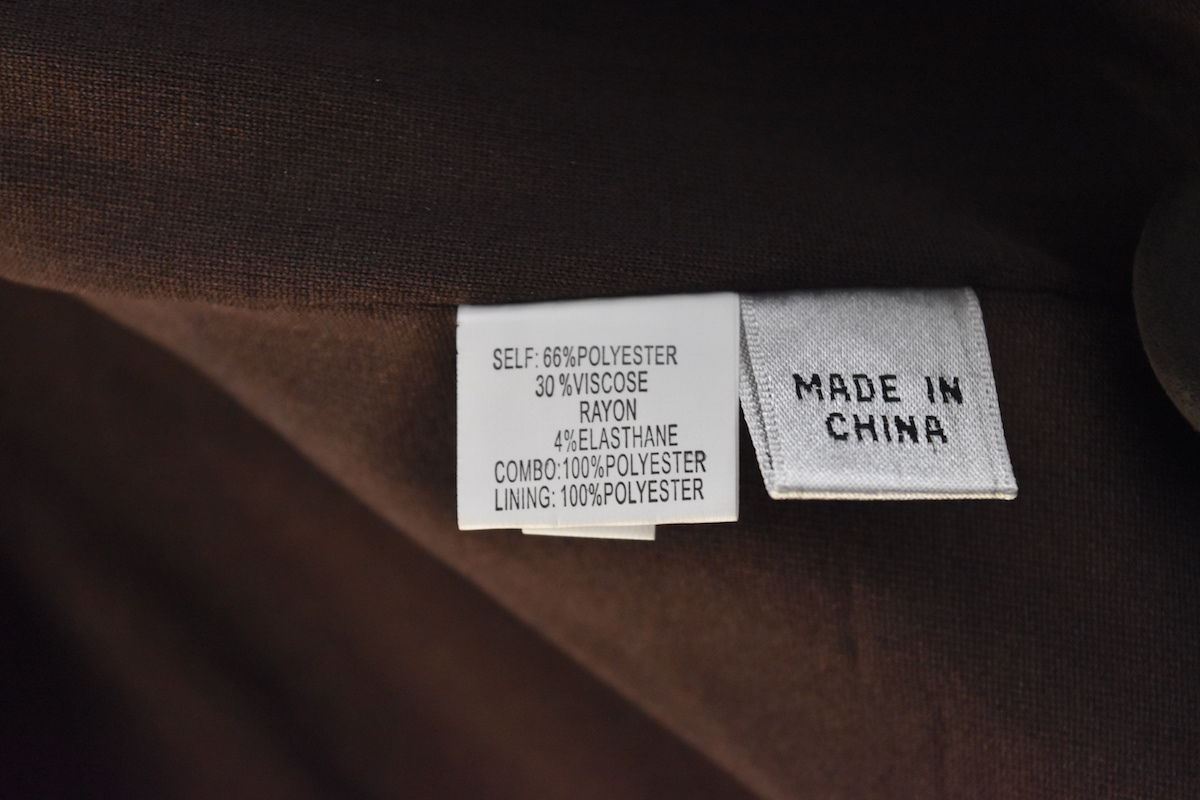 SELF: 66%POLYESTER
30%VISCOSE
RAYON
4%ELASTHANE
COMBO:100%POLYESTER
LINING: 100%POLYESTER
MADE IN
CHINA